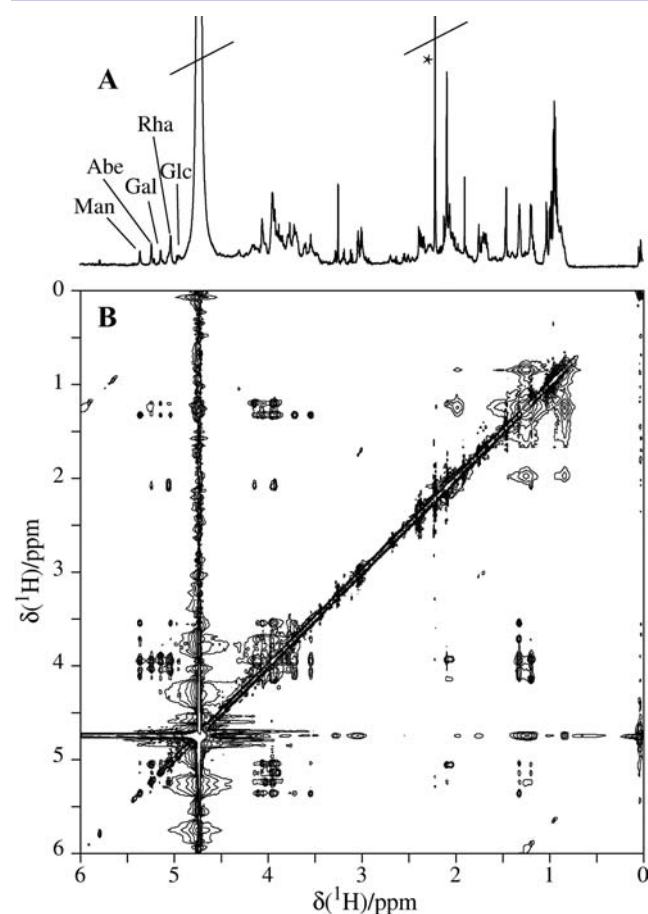 A
*
Rha
Abe
Gal Glc
Man
B
0
1
2
3
4
5
6
δ(¹H)/ppm
6 5 4 3 2 1 0
δ(¹H)/ppm